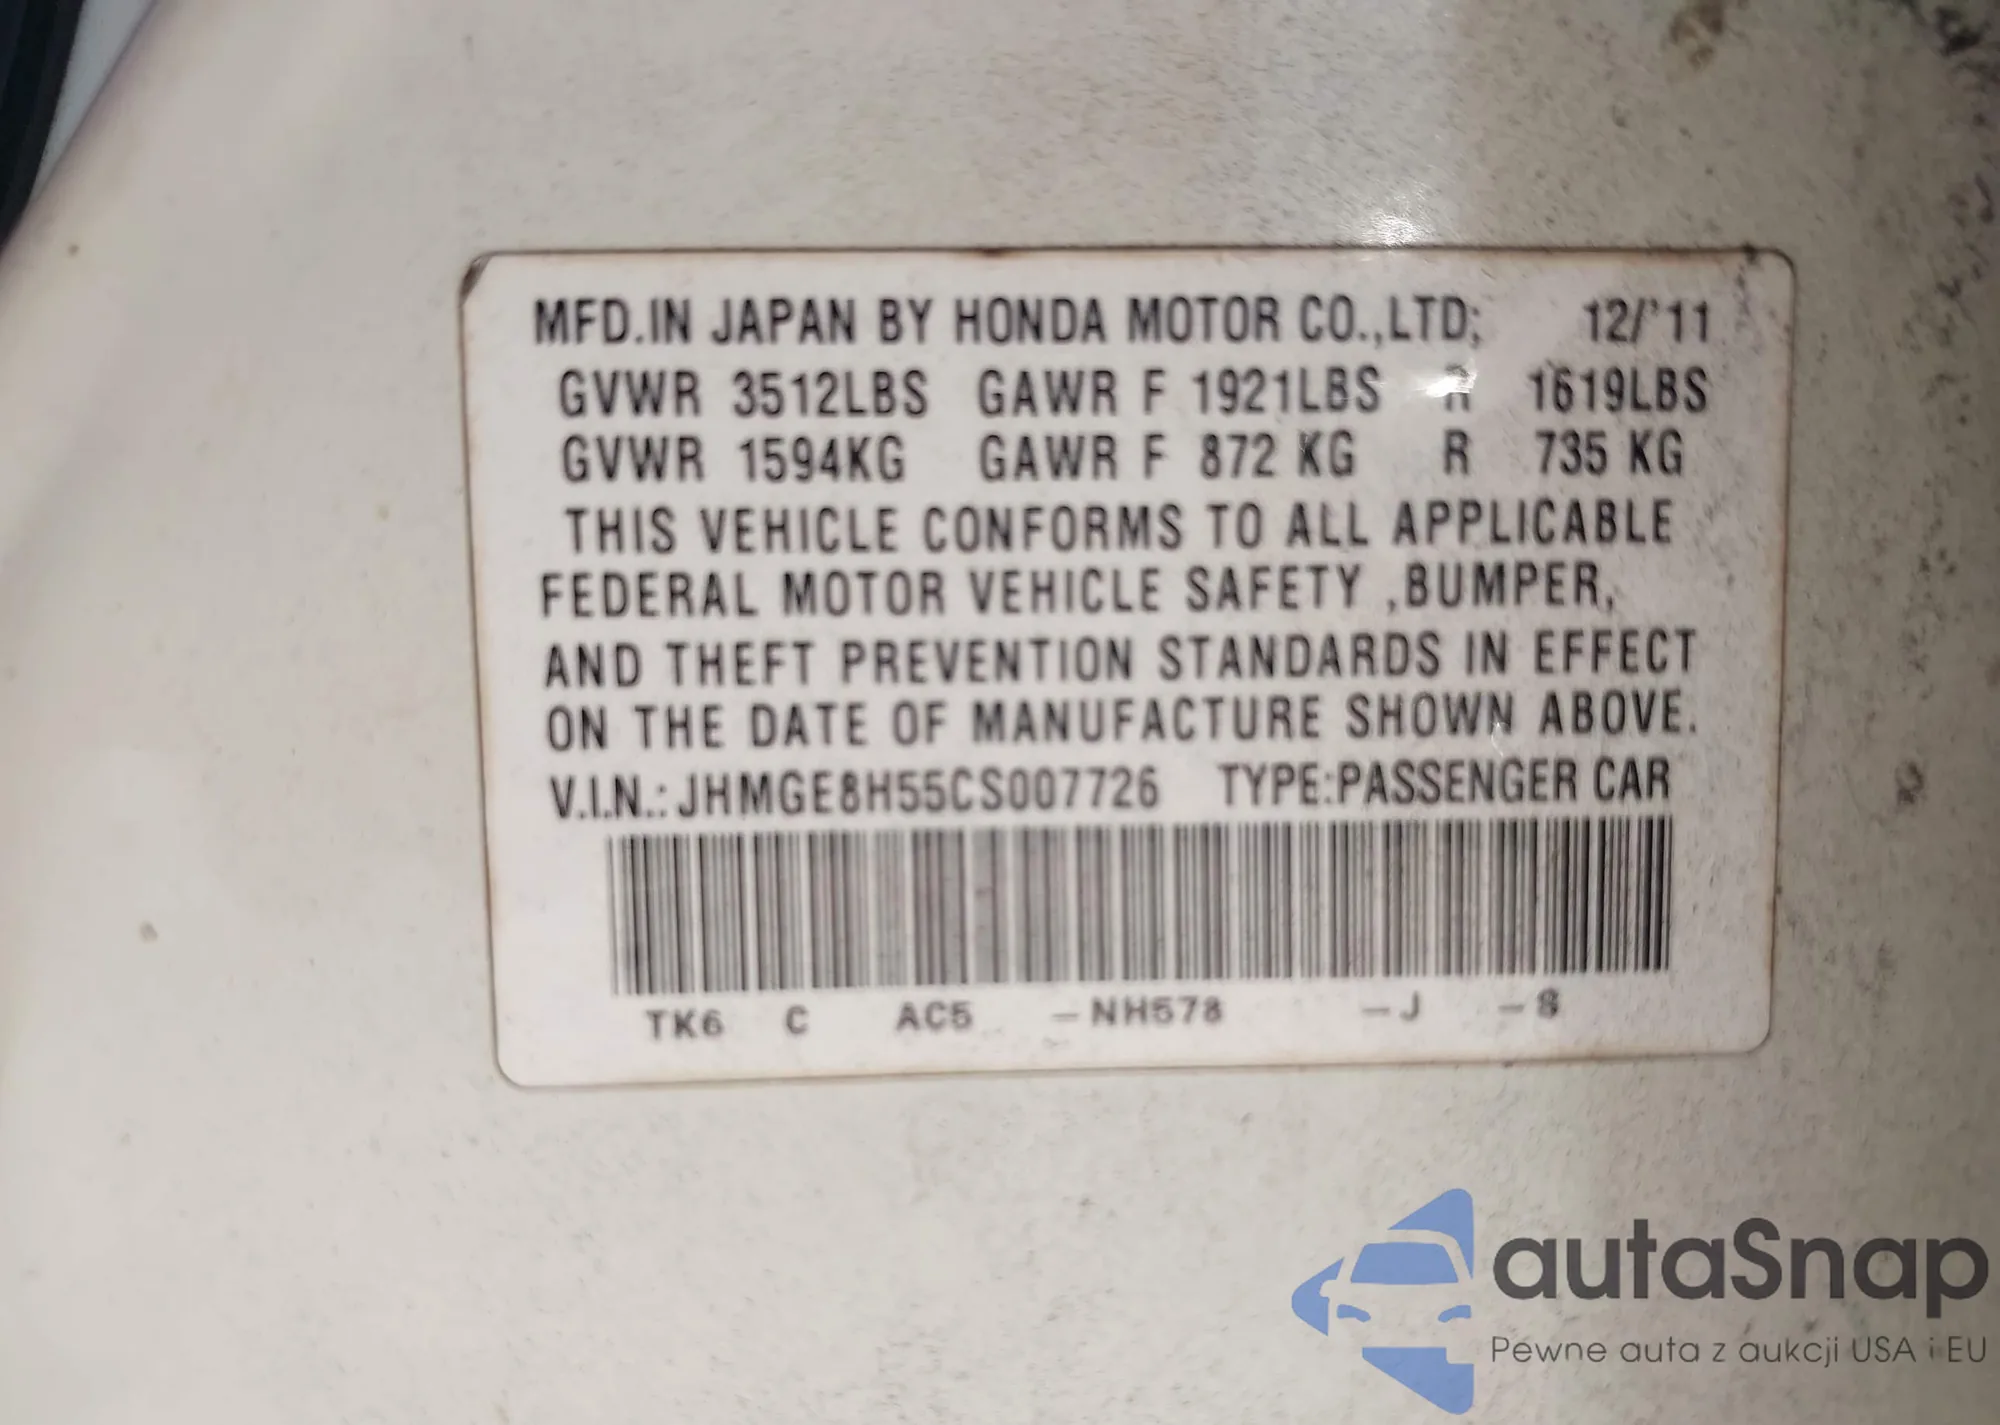 MFD.IN JAPAN BY HONDA MOTOR CO.,LTD; 12/'11
GVWR 3512LBS GAWR F 1921LBS R 1619LBS
GVWR 1594KG GAWR F 872 KG R 735 KG
THIS VEHICLE CONFORMS TO ALL APPLICABLE
FEDERAL MOTOR VEHICLE SAFETY ,BUMPER,
AND THEFT PREVENTION STANDARDS IN EFFECT
ON THE DATE OF MANUFACTURE SHOWN ABOVE.
V.I.N.: JHMGE8H55CS007726 TYPE:PASSENGER CAR
TK6 C AC5 –NH578 –J –S
autaSnap
Pewne auta z aukcji USA i EU